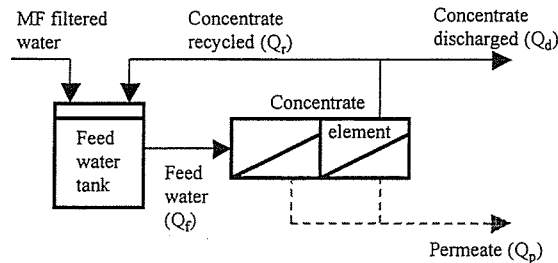 MF filtered
water
Concentrate
recycled (Qr)
Concentrate
discharged (Qd)
Concentrate
element
Feed
water
tank
Feed
water
(Qf)
Permeate (Qp)